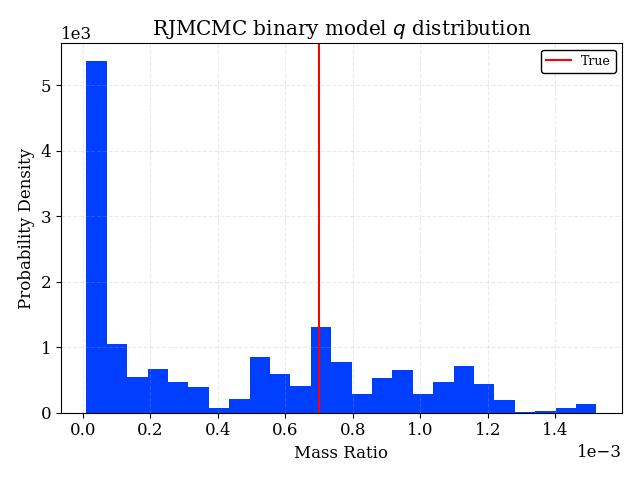 RJMCMC binary model q distribution
1e3
True
5
4
3
2
1
0
Probability Density
0.0 0.2 0.4 0.6 0.8 1.0 1.2 1.4
Mass Ratio
1e−3